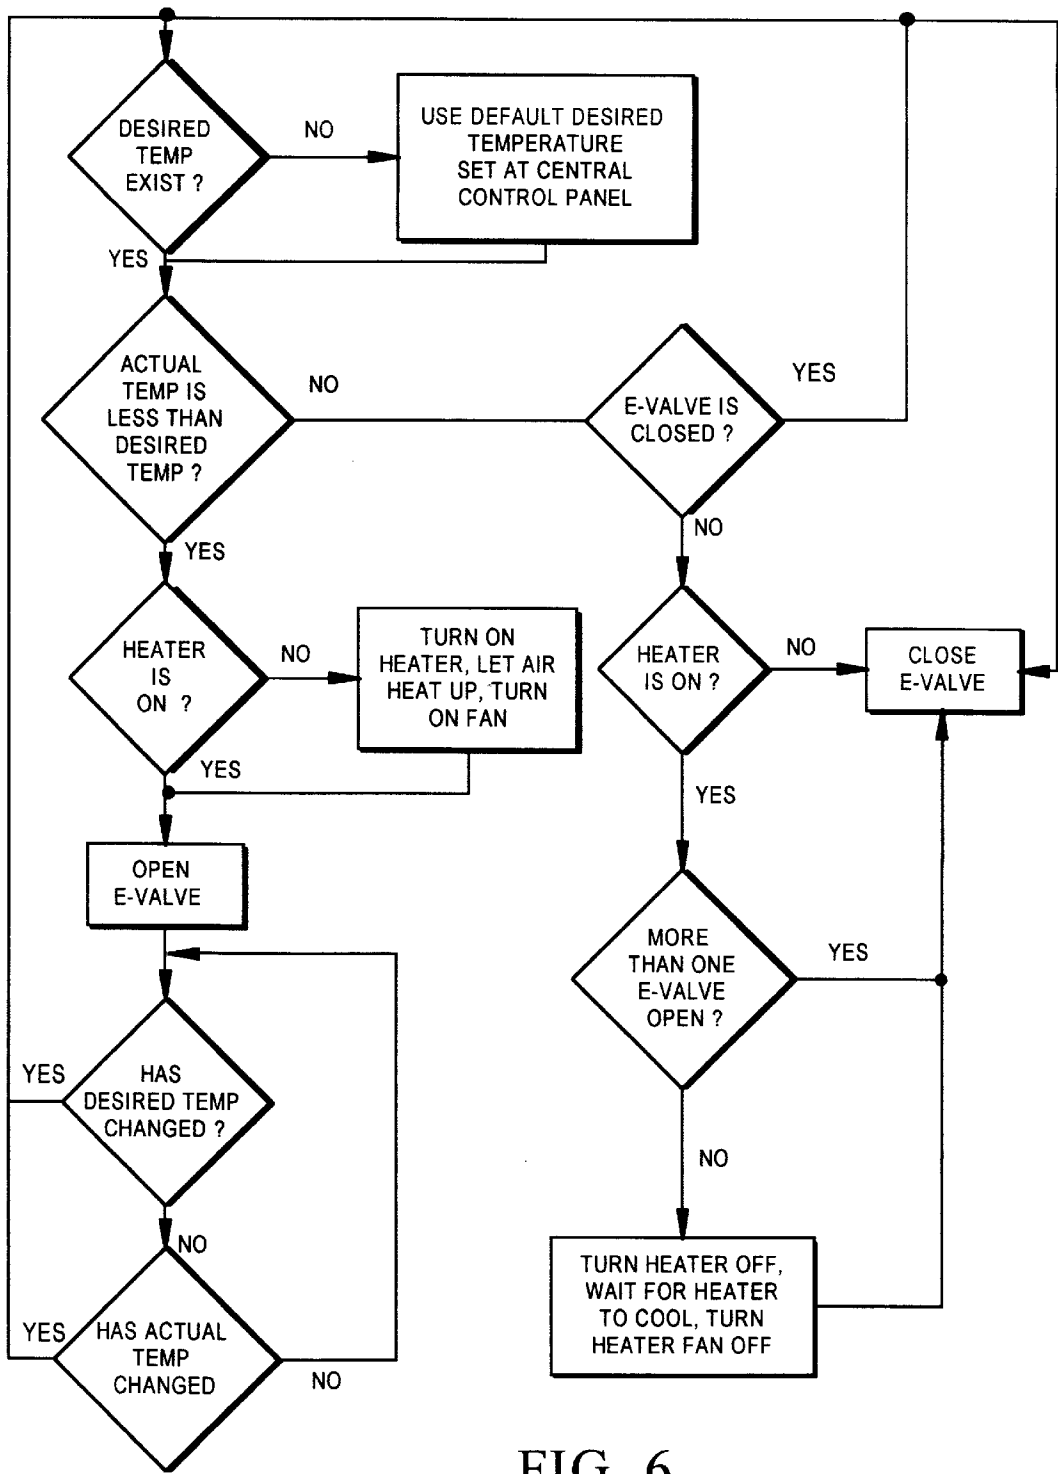 DESIRED
TEMP
EXIST ?
NO
USE DEFAULT DESIRED
TEMPERATURE
SET AT CENTRAL
CONTROL PANEL
YES
ACTUAL
TEMP IS
LESS THAN
DESIRED
TEMP ?
NO
E-VALVE IS
CLOSED ?
YES
YES
NO
HEATER
IS
ON ?
NO
TURN ON
HEATER, LET AIR
HEAT UP, TURN
ON FAN
HEATER
IS ON ?
NO
CLOSE
E-VALVE
YES
YES
OPEN
E-VALVE
MORE
THAN ONE
E-VALVE
OPEN ?
YES
YES
HAS
DESIRED TEMP
CHANGED ?
NO
NO
TURN HEATER OFF,
WAIT FOR HEATER
TO COOL, TURN
HEATER FAN OFF
YES
HAS ACTUAL
TEMP
CHANGED
NO
FIG. 6